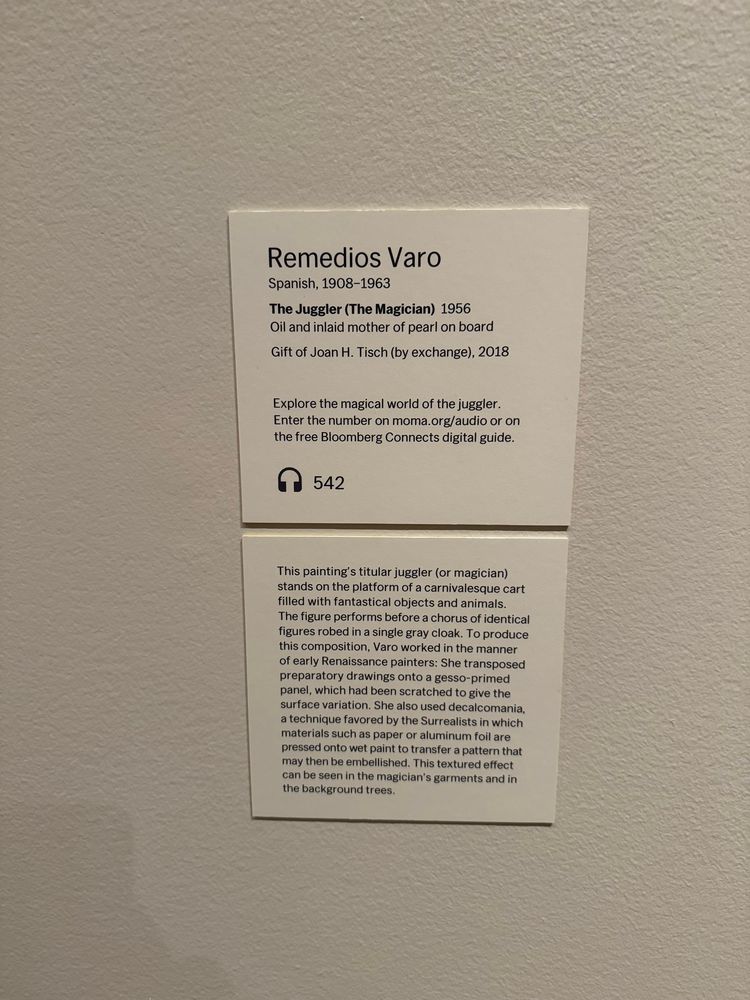 Remedios Varo
Spanish, 1908–1963
The Juggler (The Magician) 1956
Oil and inlaid mother of pearl on board
Gift of Joan H. Tisch (by exchange), 2018
Explore the magical world of the juggler.
Enter the number on moma.org/audio or on
the free Bloomberg Connects digital guide.
542
This painting's titular juggler (or magician)
stands on the platform of a carnivalesque cart
filled with fantastical objects and animals.
The figure performs before a chorus of identical
figures robed in a single gray cloak. To produce
this composition, Varo worked in the manner
of early Renaissance painters: She transposed
preparatory drawings onto a gesso-primed
panel, which had been scratched to give the
surface variation. She also used decalcomania,
a technique favored by the Surrealists in which
materials such as paper or aluminum foil are
pressed onto wet paint to transfer a pattern that
may then be embellished. This textured effect
can be seen in the magician's garments and in
the background trees.